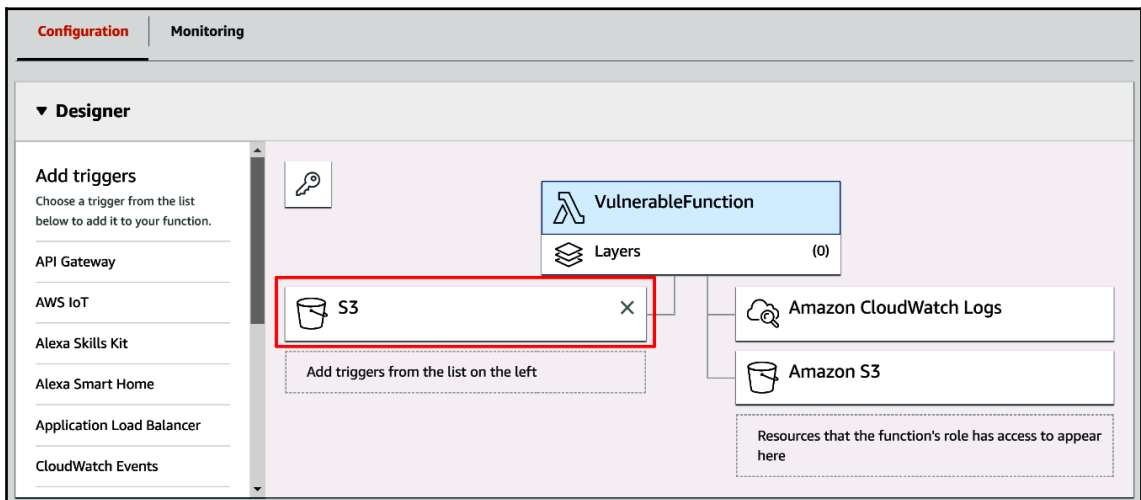 Configuration
Monitoring
Designer
Add triggers
Choose a trigger from the list
below to add it to your function.
API Gateway
AWS IoT
Alexa Skills Kit
Alexa Smart Home
Application Load Balancer
CloudWatch Events
VulnerableFunction
Layers
(0)
S3
Add triggers from the list on the left
Amazon CloudWatch Logs
Amazon S3
Resources that the function's role has access to appear
here